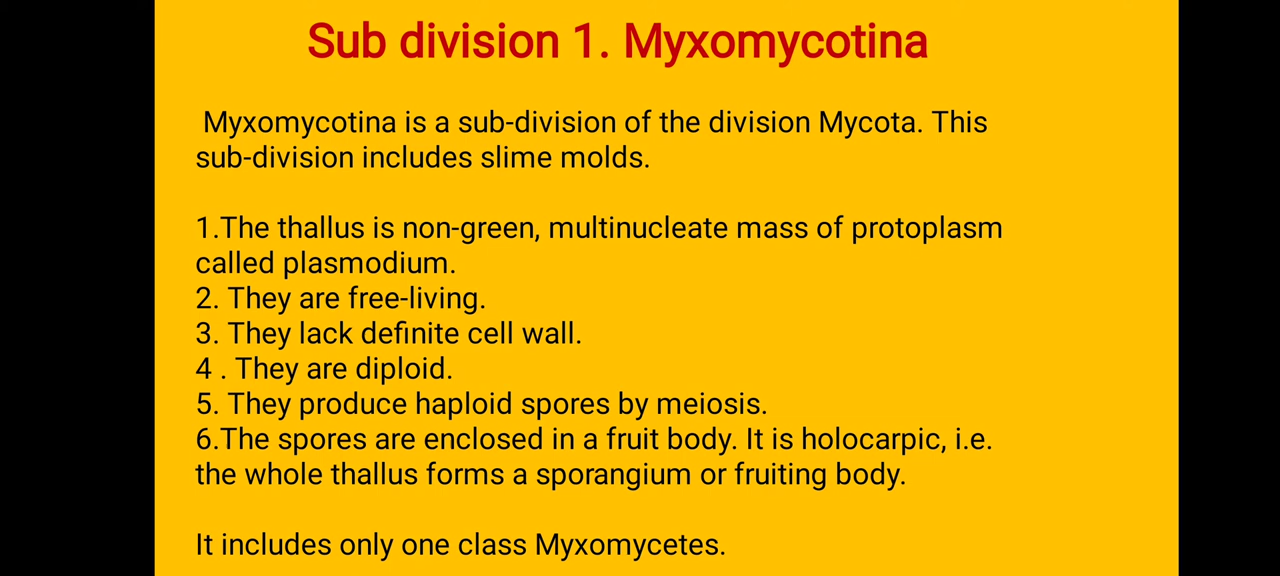 Sub division 1. Myxomycotina
Myxomycotina is a sub-division of the division Mycota. This
sub-division includes slime molds.
1.The thallus is non-green, multinucleate mass of protoplasm
called plasmodium.
2. They are free-living.
3. They lack definite cell wall.
4 . They are diploid.
5. They produce haploid spores by meiosis.
6.The spores are enclosed in a fruit body. It is holocarpic, i.e.
the whole thallus forms a sporangium or fruiting body.
It includes only one class Myxomycetes.